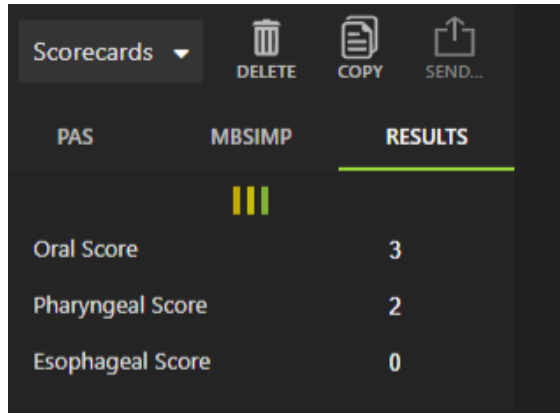 Scorecards
DELETE
COPY
SEND...
PAS
MBSIMP
RESULTS
Oral Score 3
Pharyngeal Score 2
Esophageal Score 0